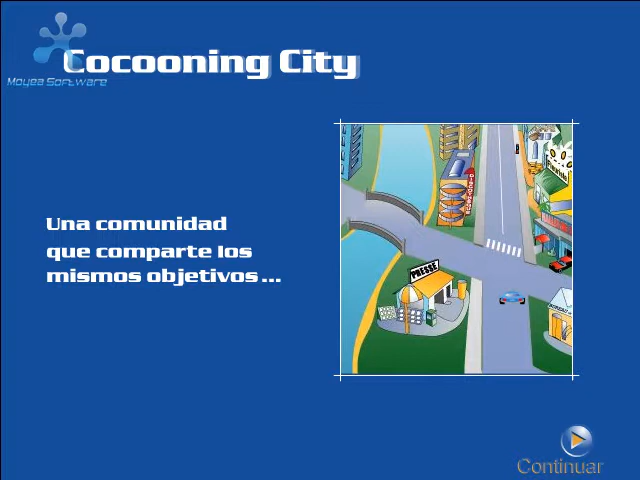 Cocooning City
Moyea Software
Una comunidad
que comparte los
mismos objetivos...
PRESSE
Continuar